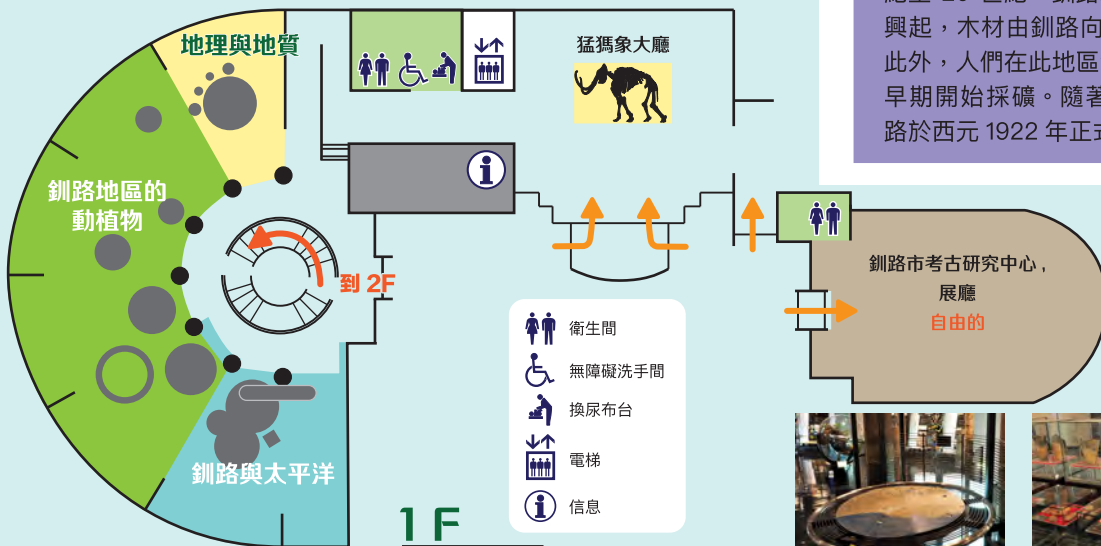 興起，木材由釧路向
此外，人們在此地區
早期開始採礦。隨著
路於西元 1922 年正式
地理與地質
猛獁象大廳
釧路地區的
動植物
到 2F
釧路市考古研究中心,
展廳
自由的
衛生間
無障礙洗手間
換尿布台
電梯
信息
釧路與太平洋
1F